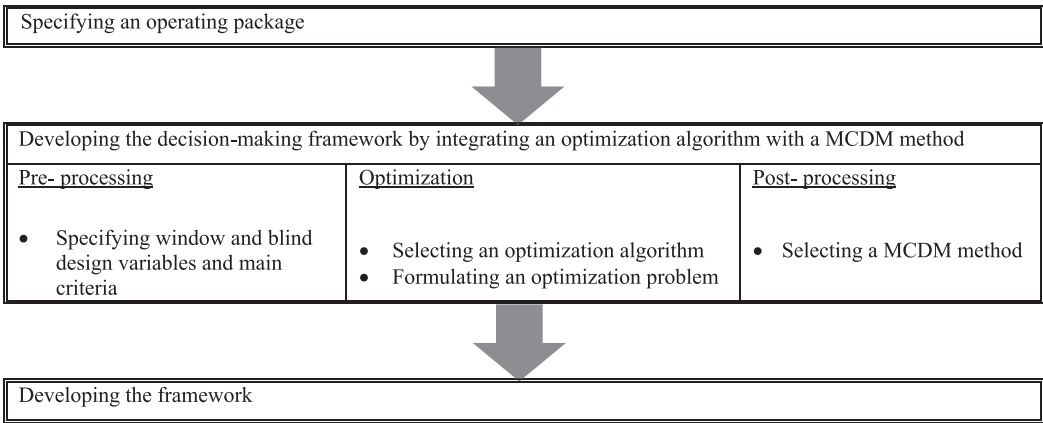 Specifying an operating package
Developing the decision-making framework by integrating an optimization algorithm with a MCDM method
Pre- processing
• Specifying window and blind
design variables and main
criteria
Optimization
• Selecting an optimization algorithm
• Formulating an optimization problem
Post- processing
• Selecting a MCDM method
Developing the framework